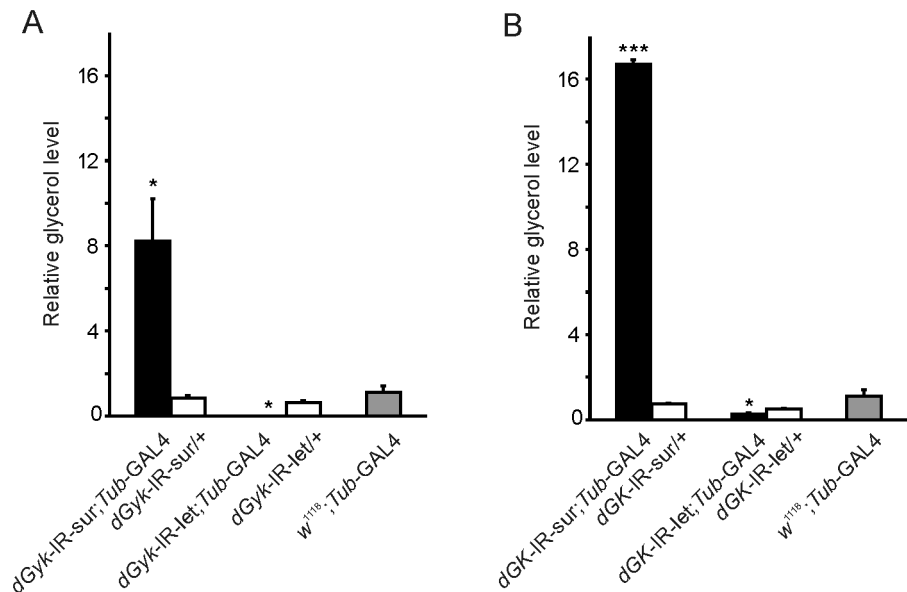 A
Relative glycerol level
16
12
8
4
0
*
*
dGyk-IR-sur;Tub-GAL4
dGyk-IR-sur/+
dGyk-IR-let;Tub-GAL4
dGyk-IR-let/+
w1118;Tub-GAL4
B
Relative glycerol level
16
12
8
4
0
***
*
dGK-IR-sur;Tub-GAL4
dGK-IR-sur/+
dGK-IR-let;Tub-GAL4
dGK-IR-let/+
w1118;Tub-GAL4